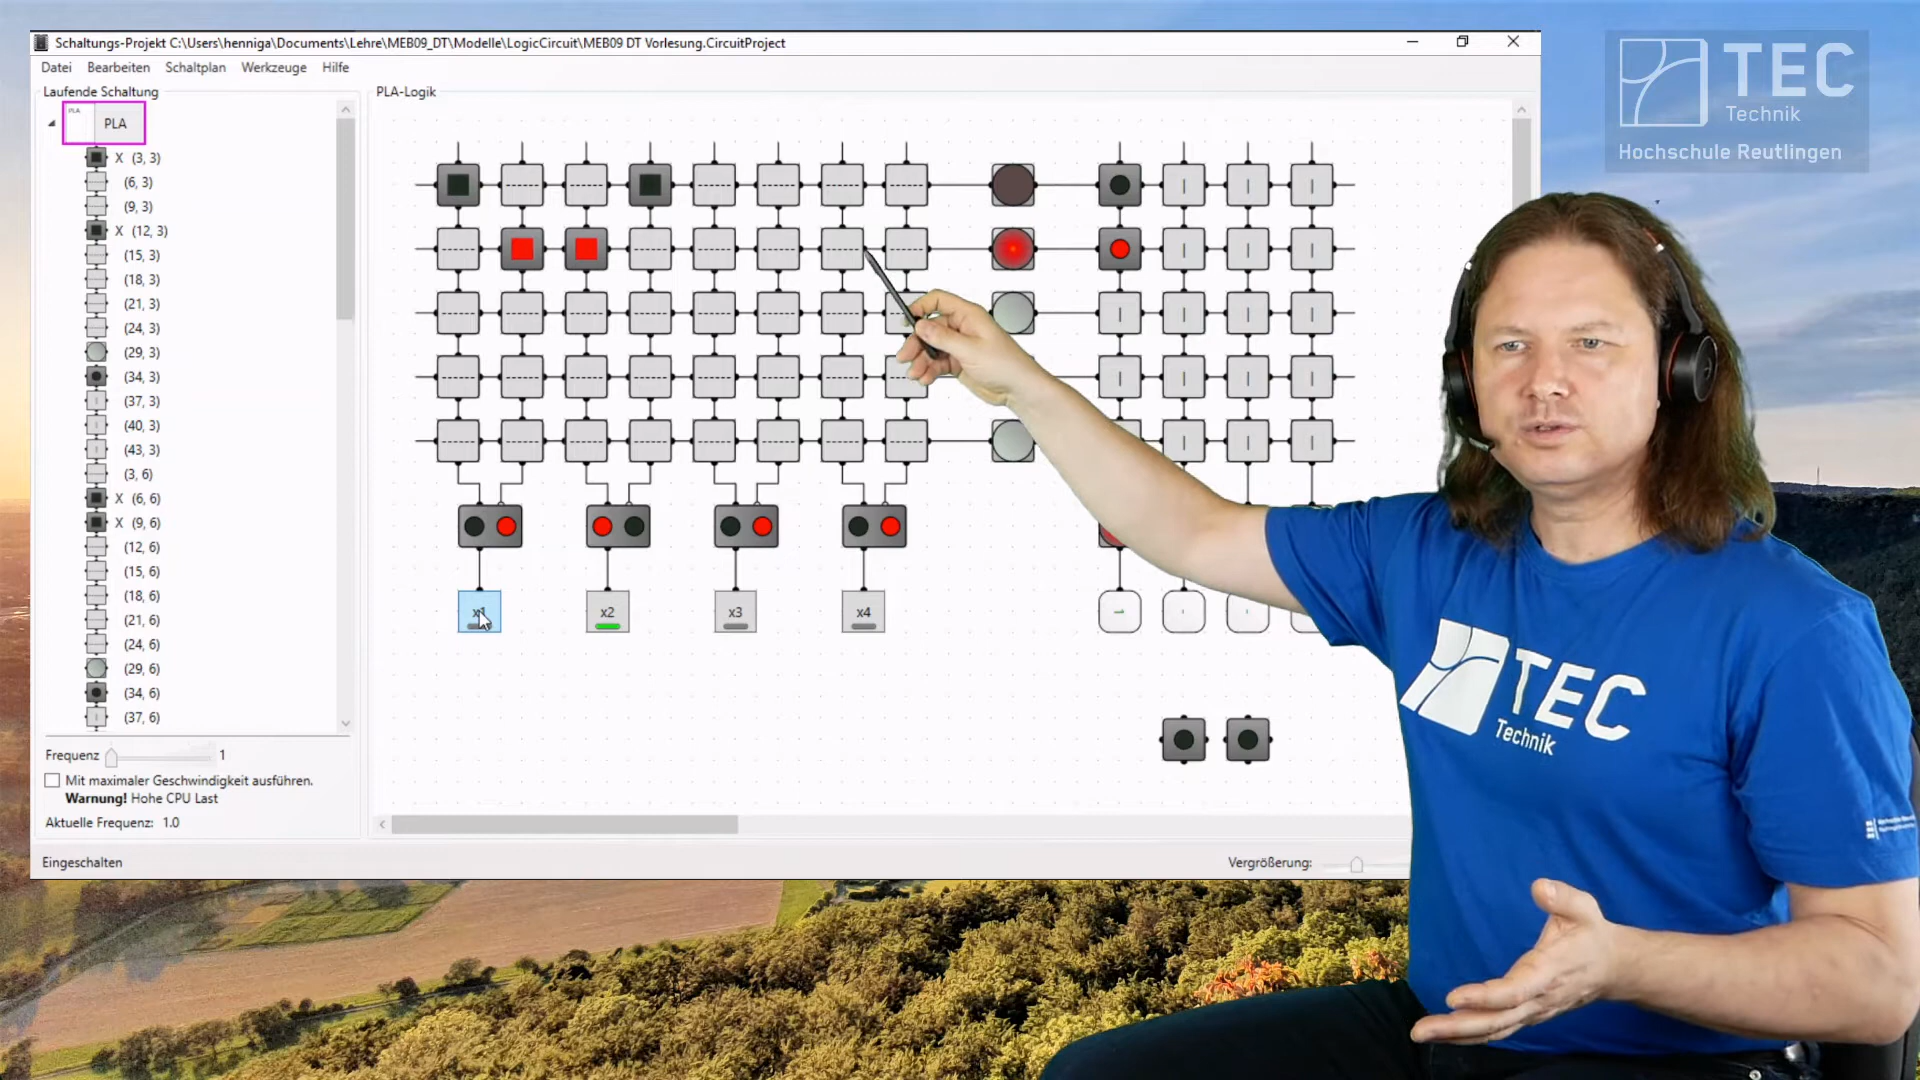 Schaltungs-Projekt C:\Users\henniga\Documents\Lehre\MEB09_DT\Modelle\LogicCircuit\MEB09 DT Vorlesung.CircuitProject
Datei Bearbeiten Schaltplan Werkzeuge Hilfe
Laufende Schaltung
PLA-Logik
PLA
PLA
X (3, 3)
(6, 3)
(9, 3)
X (12, 3)
(15, 3)
(18, 3)
(21, 3)
(24, 3)
(29, 3)
(34, 3)
(37, 3)
(40, 3)
(43, 3)
(3, 6)
X (6, 6)
X (9, 6)
(12, 6)
(15, 6)
(18, 6)
(21, 6)
(24, 6)
(29, 6)
(34, 6)
(37, 6)
x1
x2
x3
x4
Frequenz 1
Mit maximaler Geschwindigkeit ausführen.
Warnung! Hohe CPU Last
Aktuelle Frequenz: 1.0
Eingeschalten
Vergrößerung:
TEC
Technik
Hochschule Reutlingen
TEC
Technik